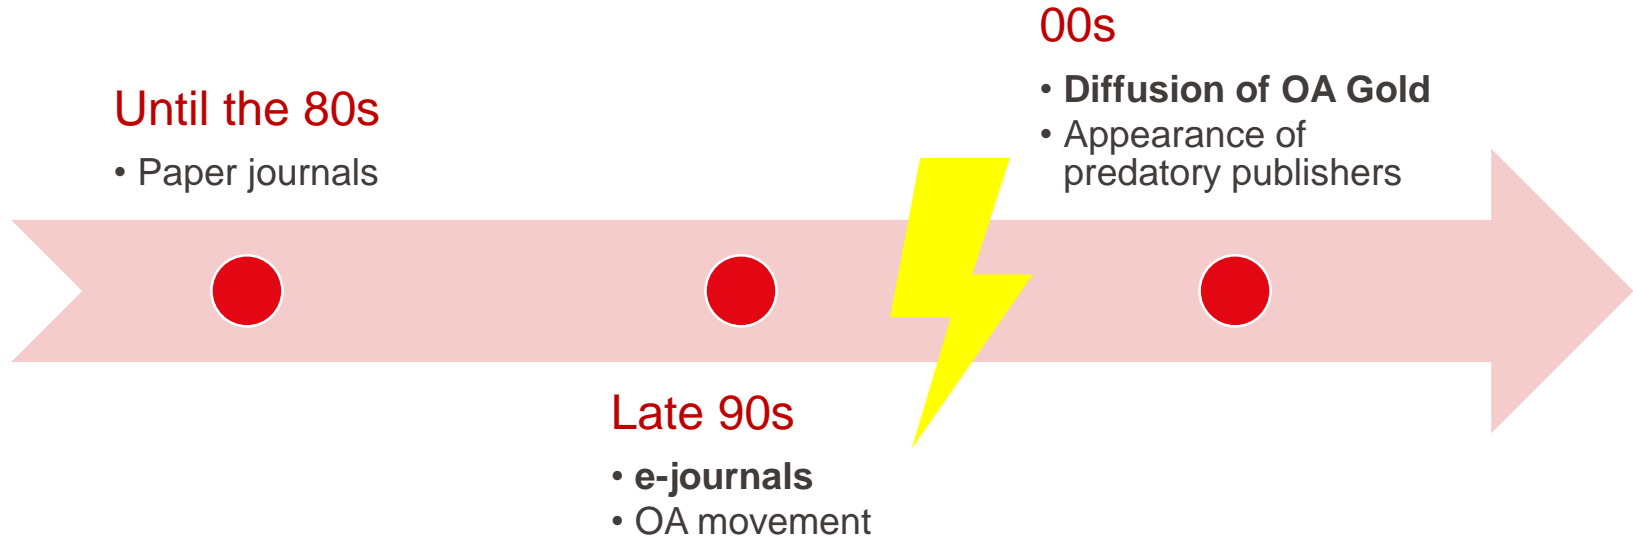 Until the 80s
• Paper journals
Late 90s
• e-journals
• OA movement
00s
• Diffusion of OA Gold
• Appearance of
predatory publishers